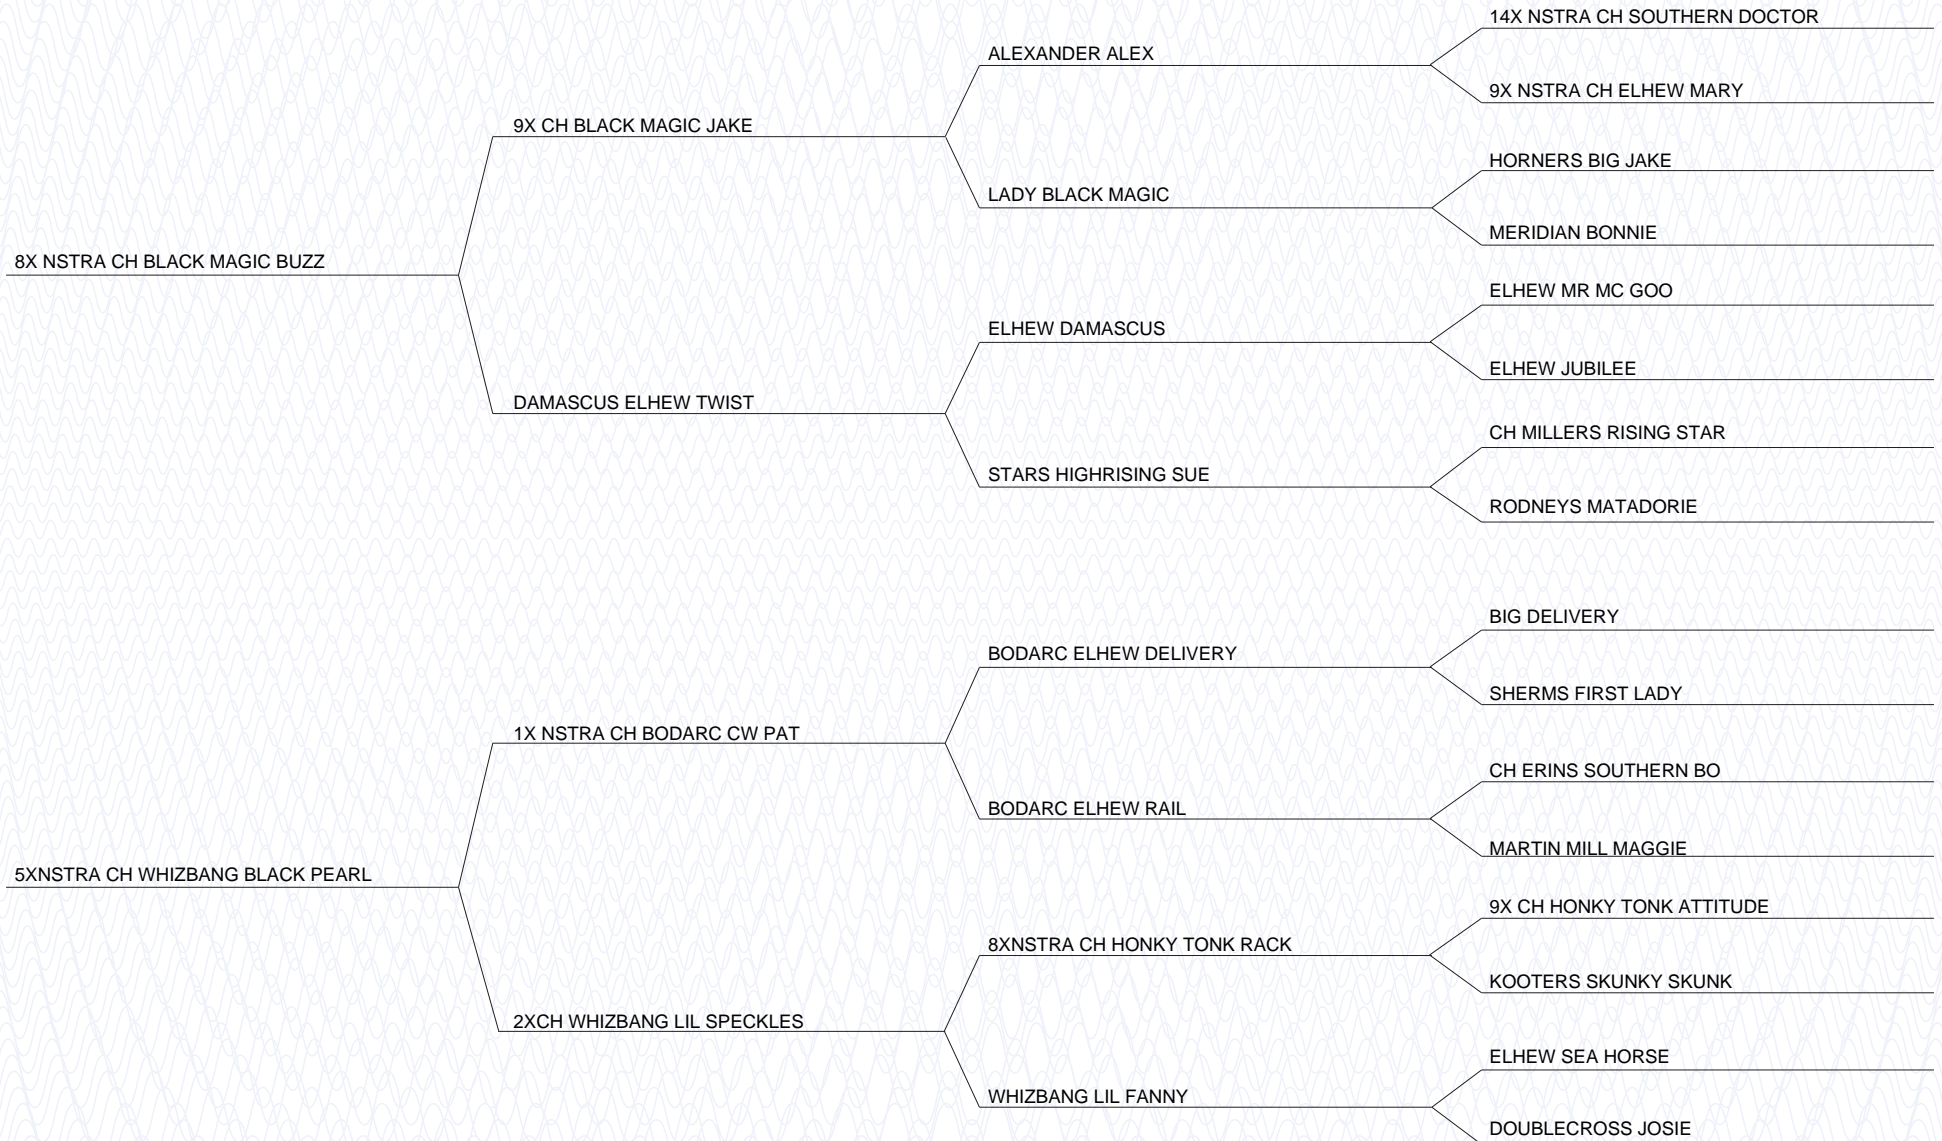 14X NSTRA CH SOUTHERN DOCTOR
ALEXANDER ALEX
9X NSTRA CH ELHEW MARY
9X CH BLACK MAGIC JAKE
HORNERS BIG JAKE
LADY BLACK MAGIC
MERIDIAN BONNIE
8X NSTRA CH BLACK MAGIC BUZZ
ELHEW MR MC GOO
ELHEW DAMASCUS
ELHEW JUBILEE
DAMASCUS ELHEW TWIST
CH MILLERS RISING STAR
STARS HIGHRISING SUE
RODNEYS MATADORIE
BIG DELIVERY
BODARC ELHEW DELIVERY
SHERMS FIRST LADY
1X NSTRA CH BODARC CW PAT
CH ERINS SOUTHERN BO
BODARC ELHEW RAIL
MARTIN MILL MAGGIE
5XNSTRA CH WHIZBANG BLACK PEARL
9X CH HONKY TONK ATTITUDE
8XNSTRA CH HONKY TONK RACK
KOOTERS SKUNKY SKUNK
2XCH WHIZBANG LIL SPECKLES
ELHEW SEA HORSE
WHIZBANG LIL FANNY
DOUBLECROSS JOSIE